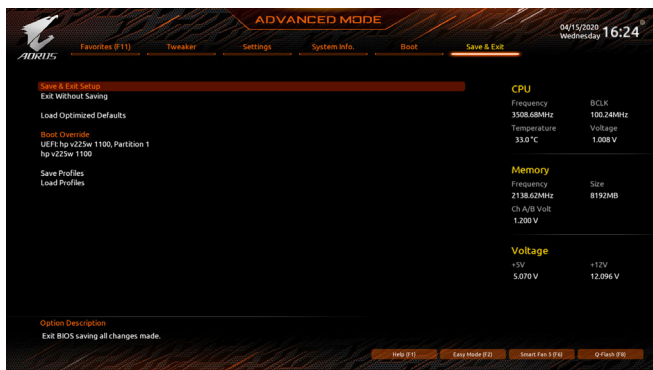 ADVANCED MODE
04/15/2020
Wednesday 16:24
AORUS
Favorites (F11) Tweaker Settings System Info. Boot Save & Exit
Save & Exit Setup
Exit Without Saving
Load Optimized Defaults
Boot Override
UEFI: hp v225w 1100, Partition 1
hp v225w 1100
Save Profiles
Load Profiles
CPU
Frequency BCLK
3508.68MHz 100.24MHz
Temperature Voltage
33.0 °C 1.008 V
Memory
Frequency Size
2138.62MHz 8192MB
Ch A/B Volt
1.200 V
Voltage
+5V +12V
5.070 V 12.096 V
Option Description
Exit BIOS saving all changes made.
Help (F1) Easy Mode (F2) Smart Fan 5 (F6) Q-Flash (F8)